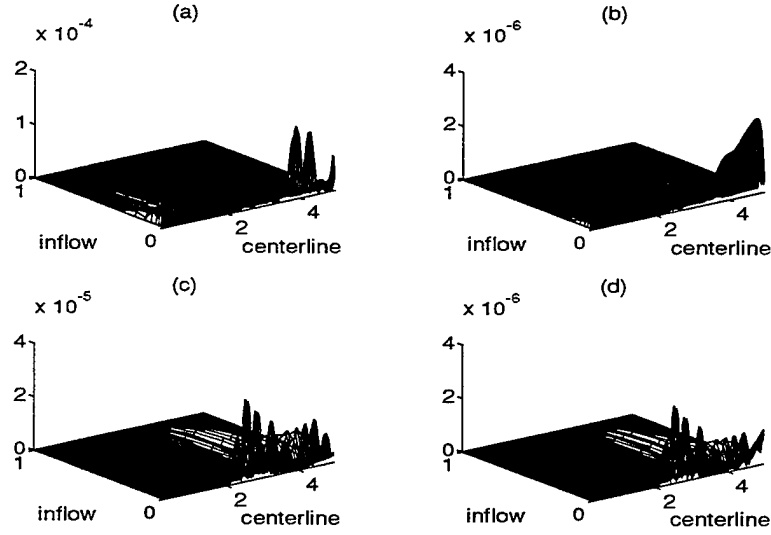 (a)
x 10-4
2
1
0
1
inflow
0
2
4
centerline
(b)
x 10-6
4
2
0
1
inflow
0
2
4
centerline
(c)
x 10-5
4
2
0
1
inflow
0
2
4
centerline
(d)
x 10-6
4
2
0
1
inflow
0
2
4
centerline